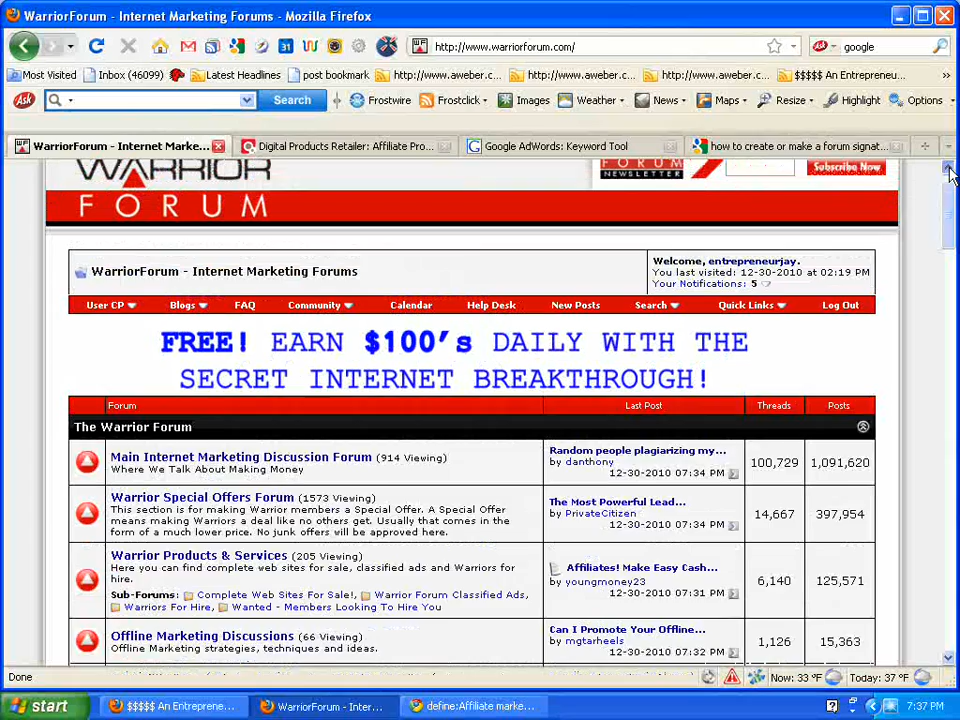 WarriorForum - Internet Marketing Forums - Mozilla Firefox
http://www.warriorforum.com/
google
Most Visited
Inbox (46099)
Latest Headlines
post bookmark
http://www.aweber.c...
http://www.aweber.c...
http://www.aweber.c...
$$$$$ An Entrepreneu...
Ask
Search
Frostwire
Frostclick
Images
Weather
News
Maps
Resize
Highlight
Options
WarriorForum - Internet Marke...
Digital Products Retailer: Affiliate Pro...
Google AdWords: Keyword Tool
how to create or make a forum signat...
WARRIOR
FORUM
FORUM
NEWSLETTER
Subscribe Now
WarriorForum - Internet Marketing Forums
Welcome, entrepreneurjay.
You last visited: 12-30-2010 at 02:19 PM
Your Notifications: 5
User CP
Blogs
FAQ
Community
Calendar
Help Desk
New Posts
Search
Quick Links
Log Out
FREE! EARN $100's DAILY WITH THE
SECRET INTERNET BREAKTHROUGH!
Forum
Last Post
Threads
Posts
The Warrior Forum
Main Internet Marketing Discussion Forum (914 Viewing)
Where We Talk About Making Money
Random people plagiarizing my...
by danthony
12-30-2010 07:34 PM
100,729
1,091,620
Warrior Special Offers Forum (1573 Viewing)
This section is for making Warrior members a Special Offer. A Special Offer
means making Warriors a deal like no others get. Usually that comes in the
form of a much lower price. No junk offers will be approved here.
The Most Powerful Lead...
by PrivateCitizen
12-30-2010 07:34 PM
14,667
397,954
Warrior Products & Services (205 Viewing)
Here you can find complete web sites for sale, classified ads and Warriors for
hire.
Sub-Forums: Complete Web Sites For Sale!, Warrior Forum Classified Ads,
Warriors For Hire, Wanted - Members Looking To Hire You
Affiliates! Make Easy Cash...
by youngmoney23
12-30-2010 07:31 PM
6,140
125,571
Offline Marketing Discussions (66 Viewing)
Offline Marketing strategies, techniques and ideas.
Can I Promote Your Offline...
by mgtarheels
12-30-2010 07:32 PM
1,126
15,363
Done
Now: 33 °F
Today: 37 °F
start
$$$$$ An Entreprene...
WarriorForum - Inter...
define:Affiliate marke...
7:37 PM